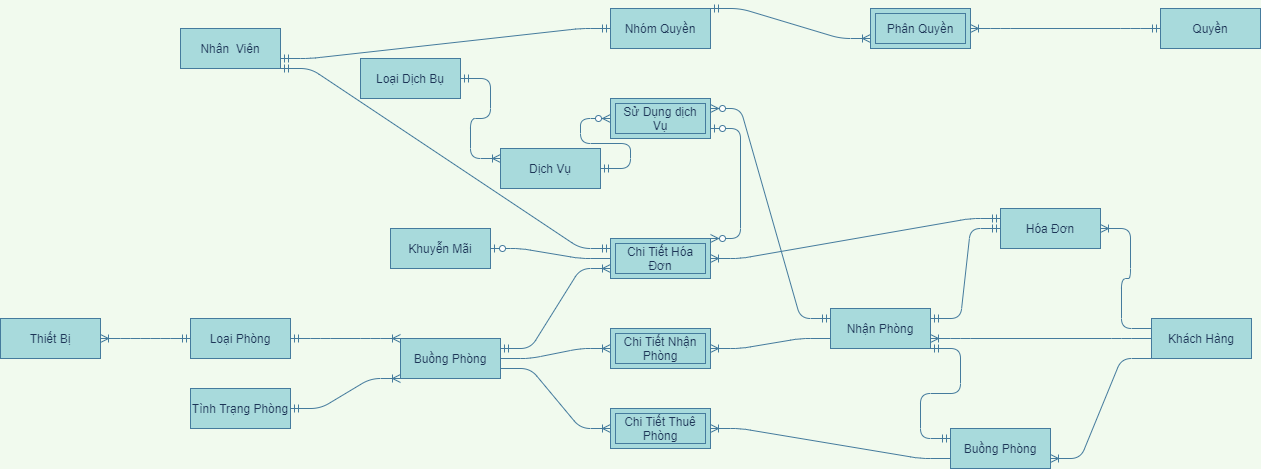 Nhân Viên
Nhóm Quyền
Phân Quyền
Quyền
Loại Dịch Bụ
Sử Dụng dịch
Vụ
Dịch Vụ
Khuyễn Mãi
Chi Tiết Hóa
Đơn
Hóa Đơn
Thiết Bị
Loại Phòng
Buồng Phòng
Chi Tiết Nhận
Phòng
Nhận Phòng
Khách Hàng
Tình Trạng Phòng
Chi Tiết Thuê
Phòng
Buồng Phòng